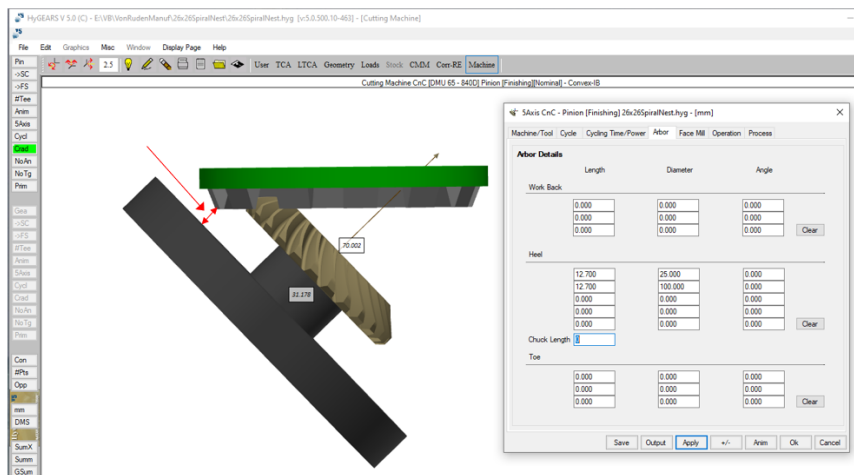 HyGEARS V 5.0 (C) - E:\VB\VonRudenManuf\26x26SpiralNest\26x26SpiralNest.hyg [v:5.0.500.10-463] - [Cutting Machine]
File Edit Graphics Misc Window Display Page Help
2.5 User TCA LTCA Geometry Loads Stock CMM Corr-RE Machine
Cutting Machine CnC [DMU 65 - 840D] Pinion [Finishing][Nominal] - Convex-IB
Pin
->SC
->FS
#Tee
Anim
5Axis
Cycl
Crad
NoAn
NoTg
Prm
Gea
->SC
->FS
#Tee
Anim
5Axis
Cycl
Crad
NoAn
NoTg
Prm
Con
#Pts
Opp
mm
DMS
SumX
Summ
GSum
70.002
31.178
5Axis CnC - Pinion [Finishing] 26x26SpiralNest.hyg - [mm]
Machine/Tool Cycle Cycling Time/Power Arbor Face Mill Operation Process
Arbor Details
Length Diameter Angle
Work Back
0.000 0.000 0.000
0.000 0.000 0.000
0.000 0.000 0.000 Clear
Heel
12.700 25.000 0.000
12.700 100.000 0.000
0.000 0.000 0.000
0.000 0.000 0.000
0.000 0.000 0.000 Clear
Chuck Length 0
Toe
0.000 0.000 0.000
0.000 0.000 0.000
0.000 0.000 0.000 Clear
Save Output Apply +/- Anim Ok Cancel